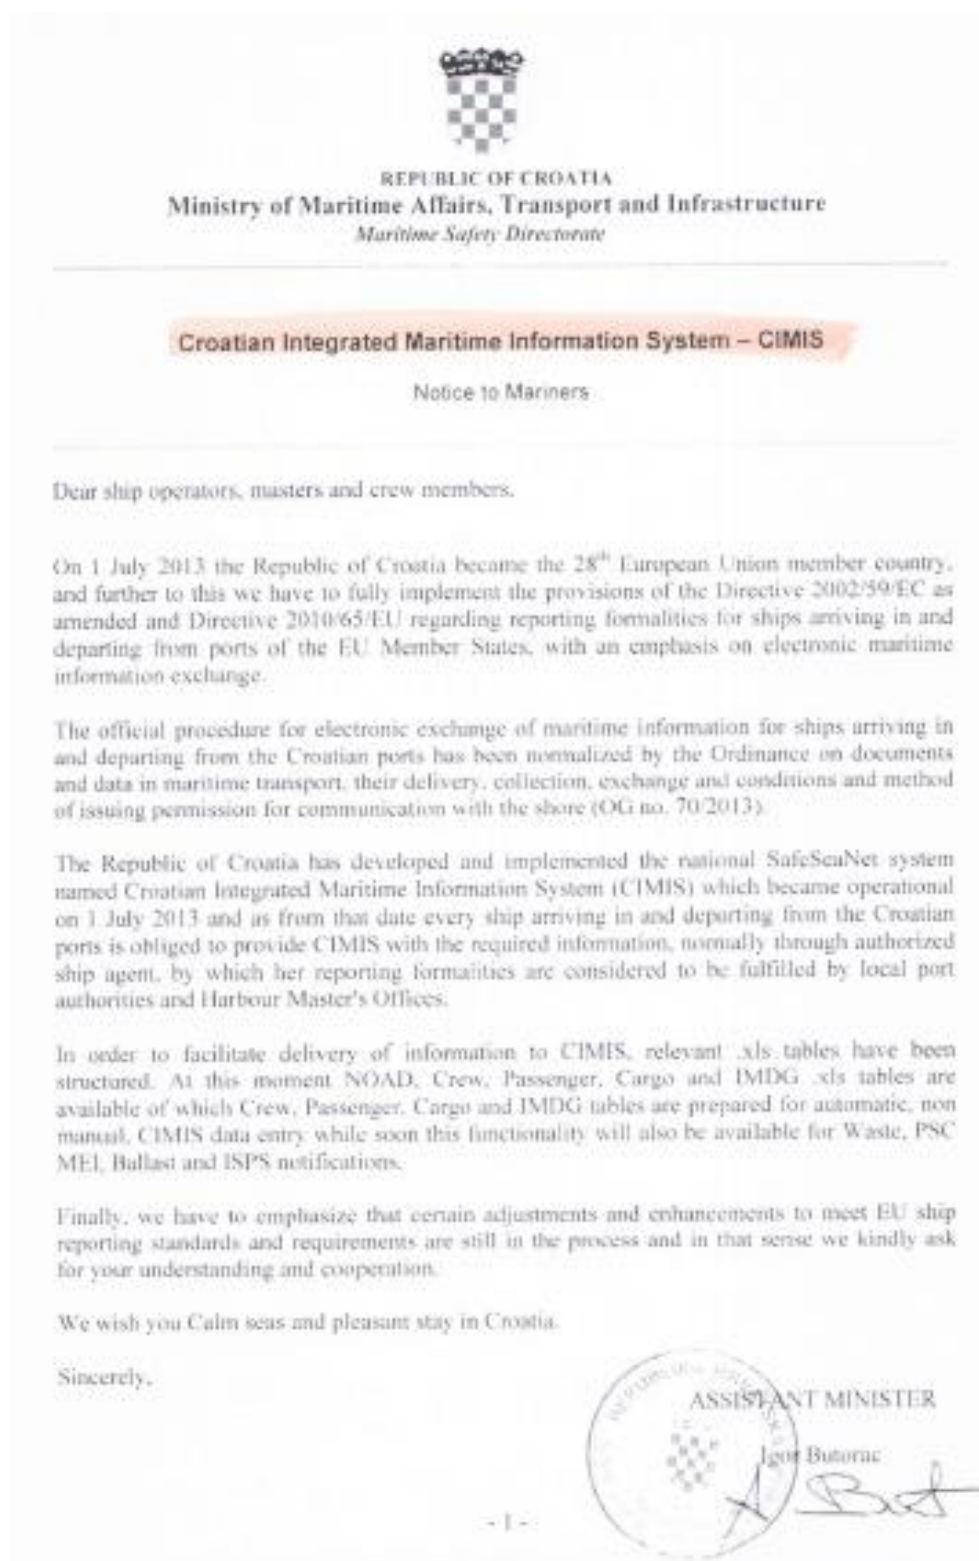 REPUBLIC OF CROATIA
Ministry of Maritime Affairs, Transport and Infrastructure
Maritime Safety Directorate
Croatian Integrated Maritime Information System – CIMIS
Notice to Mariners
Dear ship operators, masters and crew members,
On 1 July 2013 the Republic of Croatia became the 28th European Union member country,
and further to this we have to fully implement the provisions of the Directive 2002/59/EC as
amended and Directive 2010/65/EU regarding reporting formalities for ships arriving in and
departing from ports of the EU Member States, with an emphasis on electronic maritime
information exchange.
The official procedure for electronic exchange of maritime information for ships arriving in
and departing from the Croatian ports has been normalized by the Ordinance on documents
and data in maritime transport, their delivery, collection, exchange and conditions and method
of issuing permission for communication with the shore (OG no. 70/2013)
The Republic of Croatia has developed and implemented the national SafeSeaNet system
named Croatian Integrated Maritime Information System (CIMIS) which became operational
on 1 July 2013 and as from that date every ship arriving in and departing from the Croatian
ports is obliged to provide CIMIS with the required information, normally through authorized
ship agent, by which her reporting formalities are considered to be fulfilled by local port
authorities and Harbour Master's Offices.
In order to facilitate delivery of information to CIMIS, relevant .xls tables have been
structured. At this moment NOAD, Crew, Passenger, Cargo and IMDG .xls tables are
available of which Crew, Passenger, Cargo and IMDG tables are prepared for automatic, non
manual, CIMIS data entry while soon this functionality will also be available for Waste, PSC
MEI, Ballast and ISPS notifications.
Finally, we have to emphasize that certain adjustments and enhancements to meet EU ship
reporting standards and requirements are still in the process and in that sense we kindly ask
for your understanding and cooperation.
We wish you Calm seas and pleasant stay in Croatia.
Sincerely,
ASSISTANT MINISTER
Igor Butorac
- 1 -